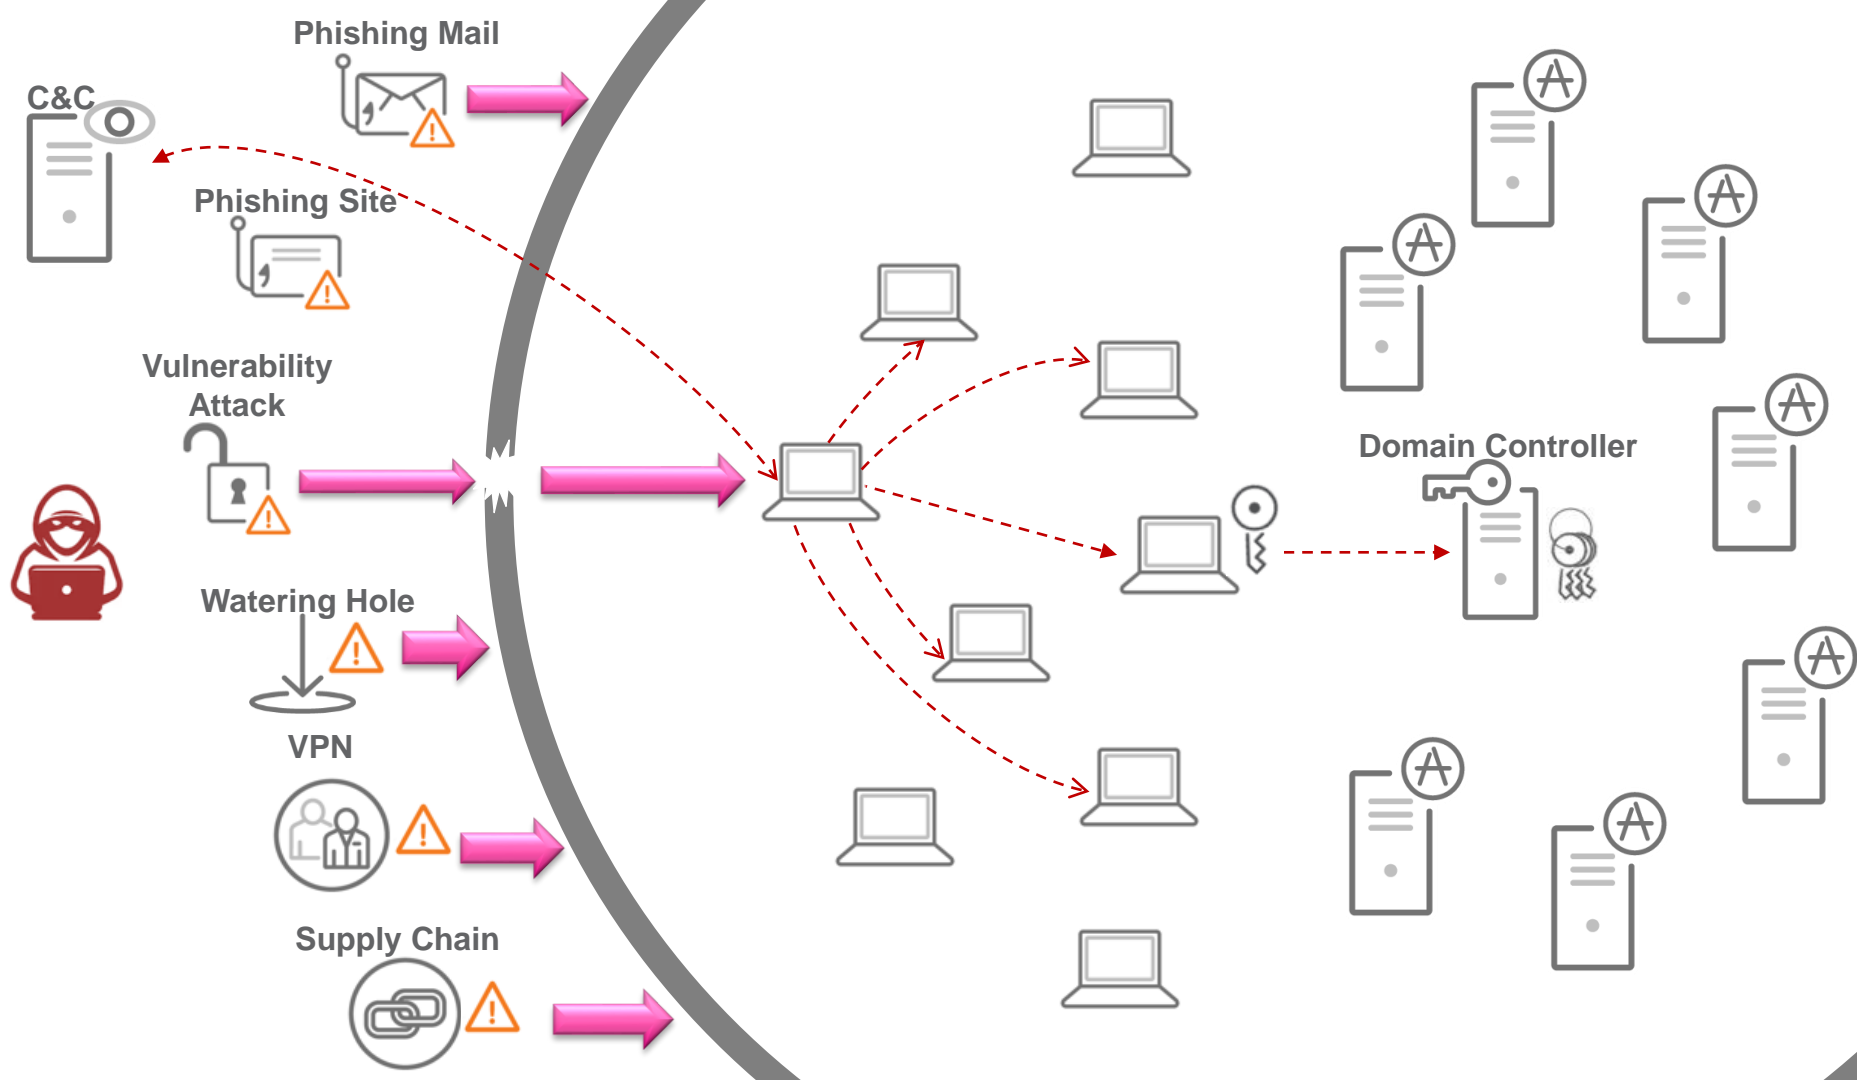 Phishing Mail
C&C
Phishing Site
Vulnerability
Attack
Domain Controller
Watering Hole
VPN
Supply Chain